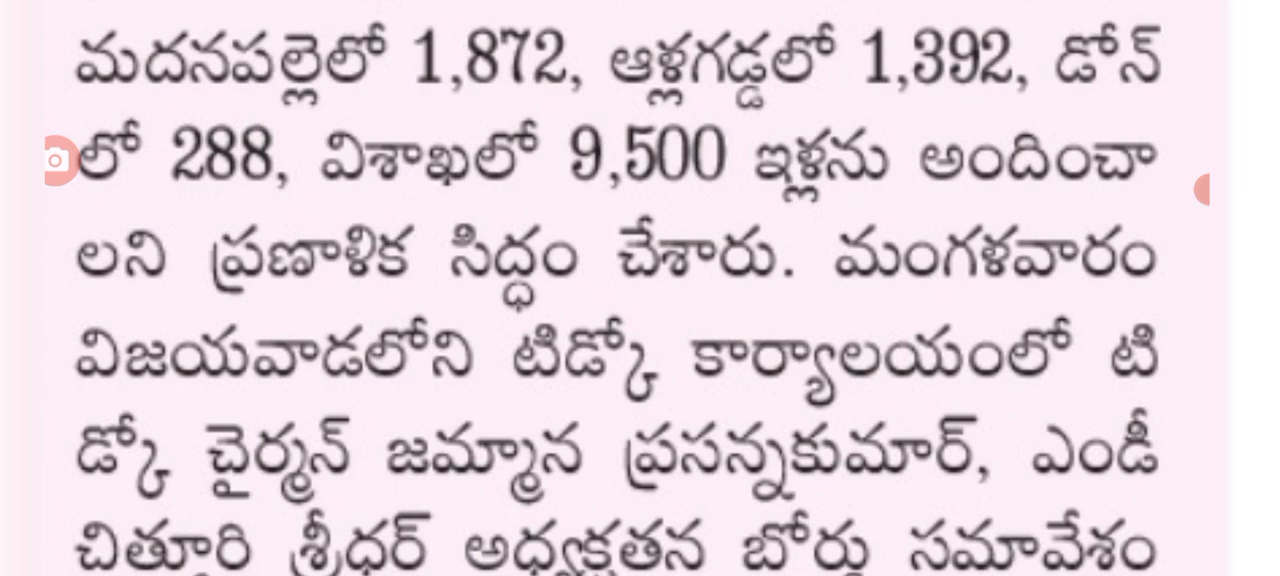 మదనపల్లెలో 1,872, ఆళ్లగడ్డలో 1,392, డోన్
లో 288, విశాఖలో 9,500 ఇళ్లను అందించా
లని ప్రణాళిక సిద్ధం చేశారు. మంగళవారం
విజయవాడలోని టిడ్కో కార్యాలయంలో టి
డ్కో చైర్మన్ జమ్మాన ప్రసన్నకుమార్, ఎండీ
చిత్తూరి శ్రీధర్ అధ్యక్షతన బోర్డు సమావేశం